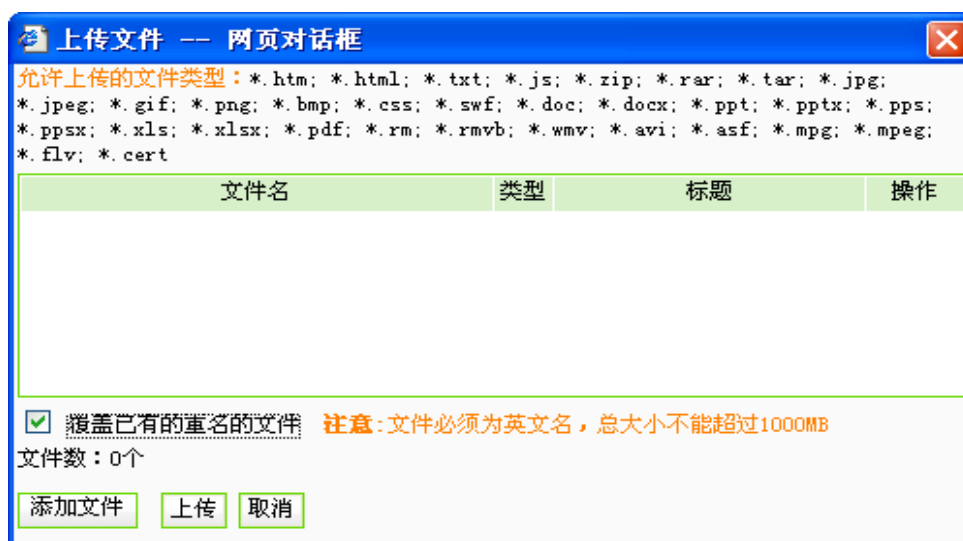 上传文件 -- 网页对话框
允许上传的文件类型：*.htm; *.html; *.txt; *.js; *.zip; *.rar; *.tar; *.jpg;
*.jpeg; *.gif; *.png; *.bmp; *.css; *.swf; *.doc; *.docx; *.ppt; *.pptx; *.pps;
*.ppsx; *.xls; *.xlsx; *.pdf; *.rm; *.rmvb; *.wmv; *.avi; *.asf; *.mpg; *.mpeg;
*.flv; *.cert
文件名 类型 标题 操作
覆盖已有的重名的文件 注意:文件必须为英文名，总大小不能超过1000MB
文件数：0个
添加文件 上传 取消